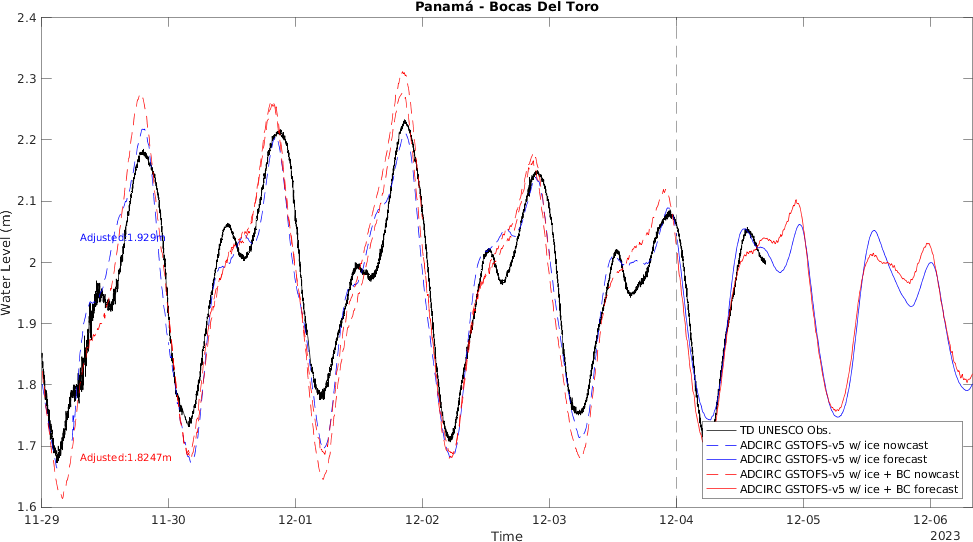 Panamá - Bocas Del Toro
Water Level (m)
2.4
2.3
2.2
2.1
2
1.9
1.8
1.7
1.6
Adjusted:1.929m
Adjusted:1.8247m
TD UNESCO Obs.
ADCIRC GSTOFS-v5 w/ ice nowcast
ADCIRC GSTOFS-v5 w/ ice forecast
ADCIRC GSTOFS-v5 w/ ice + BC nowcast
ADCIRC GSTOFS-v5 w/ ice + BC forecast
11-29 11-30 12-01 12-02 12-03 12-04 12-05 12-06
Time
2023